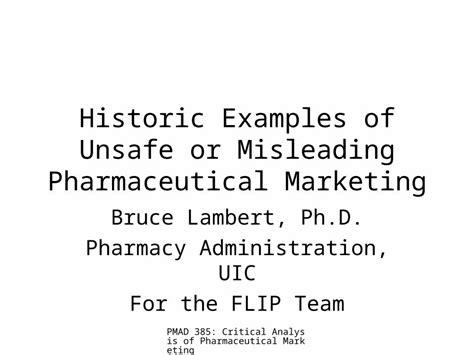 Historic Examples of
Unsafe or Misleading
Pharmaceutical Marketing
Bruce Lambert, Ph.D.
Pharmacy Administration,
UIC
For the FLIP Team
PMAD 385: Critical Analys
is of Pharmaceutical Mark
eting